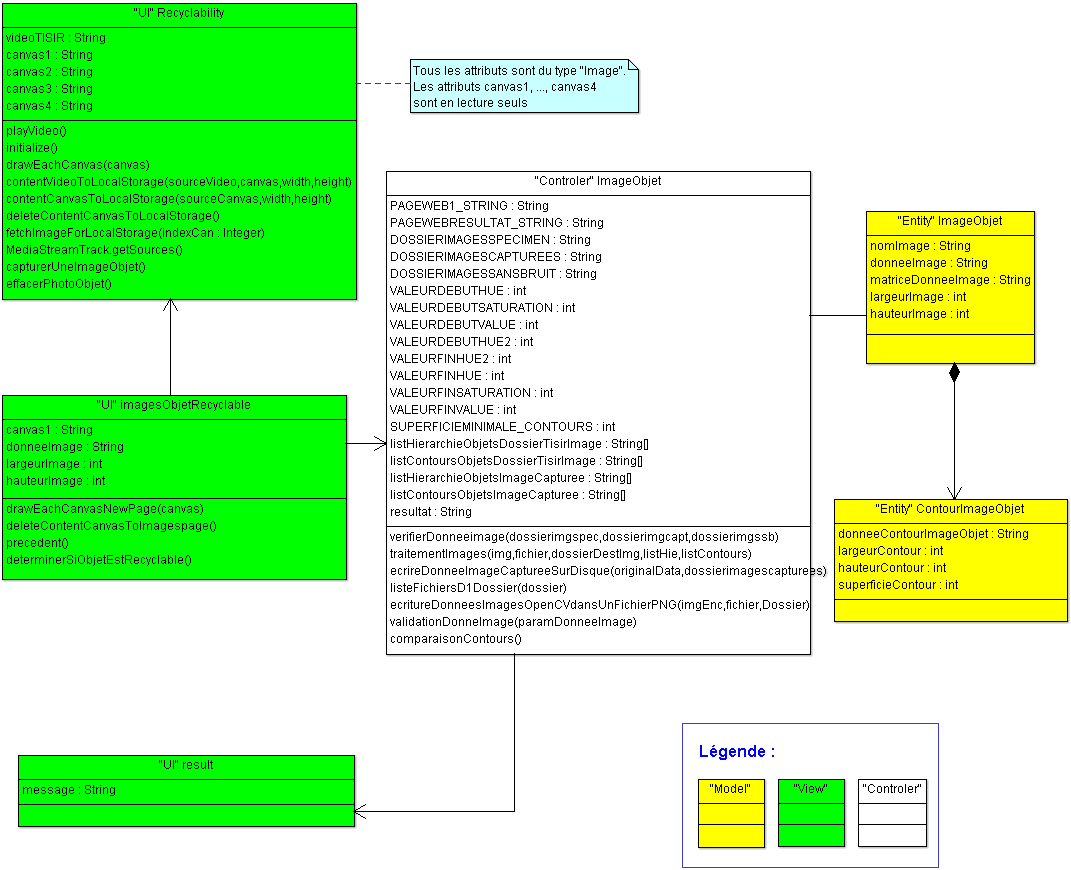 "UI" Recyclability
videoTISIR : String
canvas1 : String
canvas2 : String
canvas3 : String
canvas4 : String
playVideo()
initialize()
drawEachCanvas(canvas)
contentVideoToLocalStorage(sourceVideo,canvas,width,height)
contentCanvasToLocalStorage(sourceCanvas,width,height)
deleteContentCanvasToLocalStorage()
fetchImageForLocalStorage(indexCan : Integer)
MediaStreamTrack.getSources()
capturerUneImageObjet()
effacerPhotoObjet()
Tous les attributs sont du type "Image".
Les attributs canvas1, ..., canvas4
sont en lecture seuls
"Controler" ImageObjet
PAGEWEB1_STRING : String
PAGEWEBRESULTAT_STRING : String
DOSSIERIMAGESSPECIMEN : String
DOSSIERIMAGESCAPTUREES : String
DOSSIERIMAGESSANSBRUIT : String
VALEURDEBUTHUE : int
VALEURDEBUTSATURATION : int
VALEURDEBUTVALUE : int
VALEURDEBUTHUE2 : int
VALEURFINHUE2 : int
VALEURFINHUE : int
VALEURFINSATURATION : int
VALEURFINVALUE : int
SUPERFICIEMINIMALE_CONTOURS : int
listHierarchieObjetsDossierTisirImage : String[]
listContoursObjetsDossierTisirImage : String[]
listHierarchieObjetsImageCapturee : String[]
listContoursObjetsImageCapturee : String[]
resultat : String
verifierDonneeimage(dossierimgspec,dossierimgcapt,dossierimgssb)
traitementImages(img,fichier,dossierDestImg,listHie,listContours)
ecrireDonneeImageCaptureeSurDisque(originalData,dossierimagescapturees)
listeFichiersD1Dossier(dossier)
ecritureDonneesImagesOpenCVdansUnFichierPNG(imgEnc,fichier,Dossier)
validationDonneImage(paramDonneeImage)
comparaisonContours()
"Entity" ImageObjet
nomImage : String
donneeImage : String
matriceDonneeImage : String
largeurImage : int
hauteurImage : int
"UI" imagesObjetRecyclable
canvas1 : String
donneeImage : String
largeurImage : int
hauteurImage : int
drawEachCanvasNewPage(canvas)
deleteContentCanvasToImagespage()
precedent()
determinerSiObjetEstRecyclable()
"Entity" ContourImageObjet
donneeContourImageObjet : String
largeurContour : int
hauteurContour : int
superficieContour : int
"UI" result
message : String
Légende :
"Model"
"View"
"Controler"